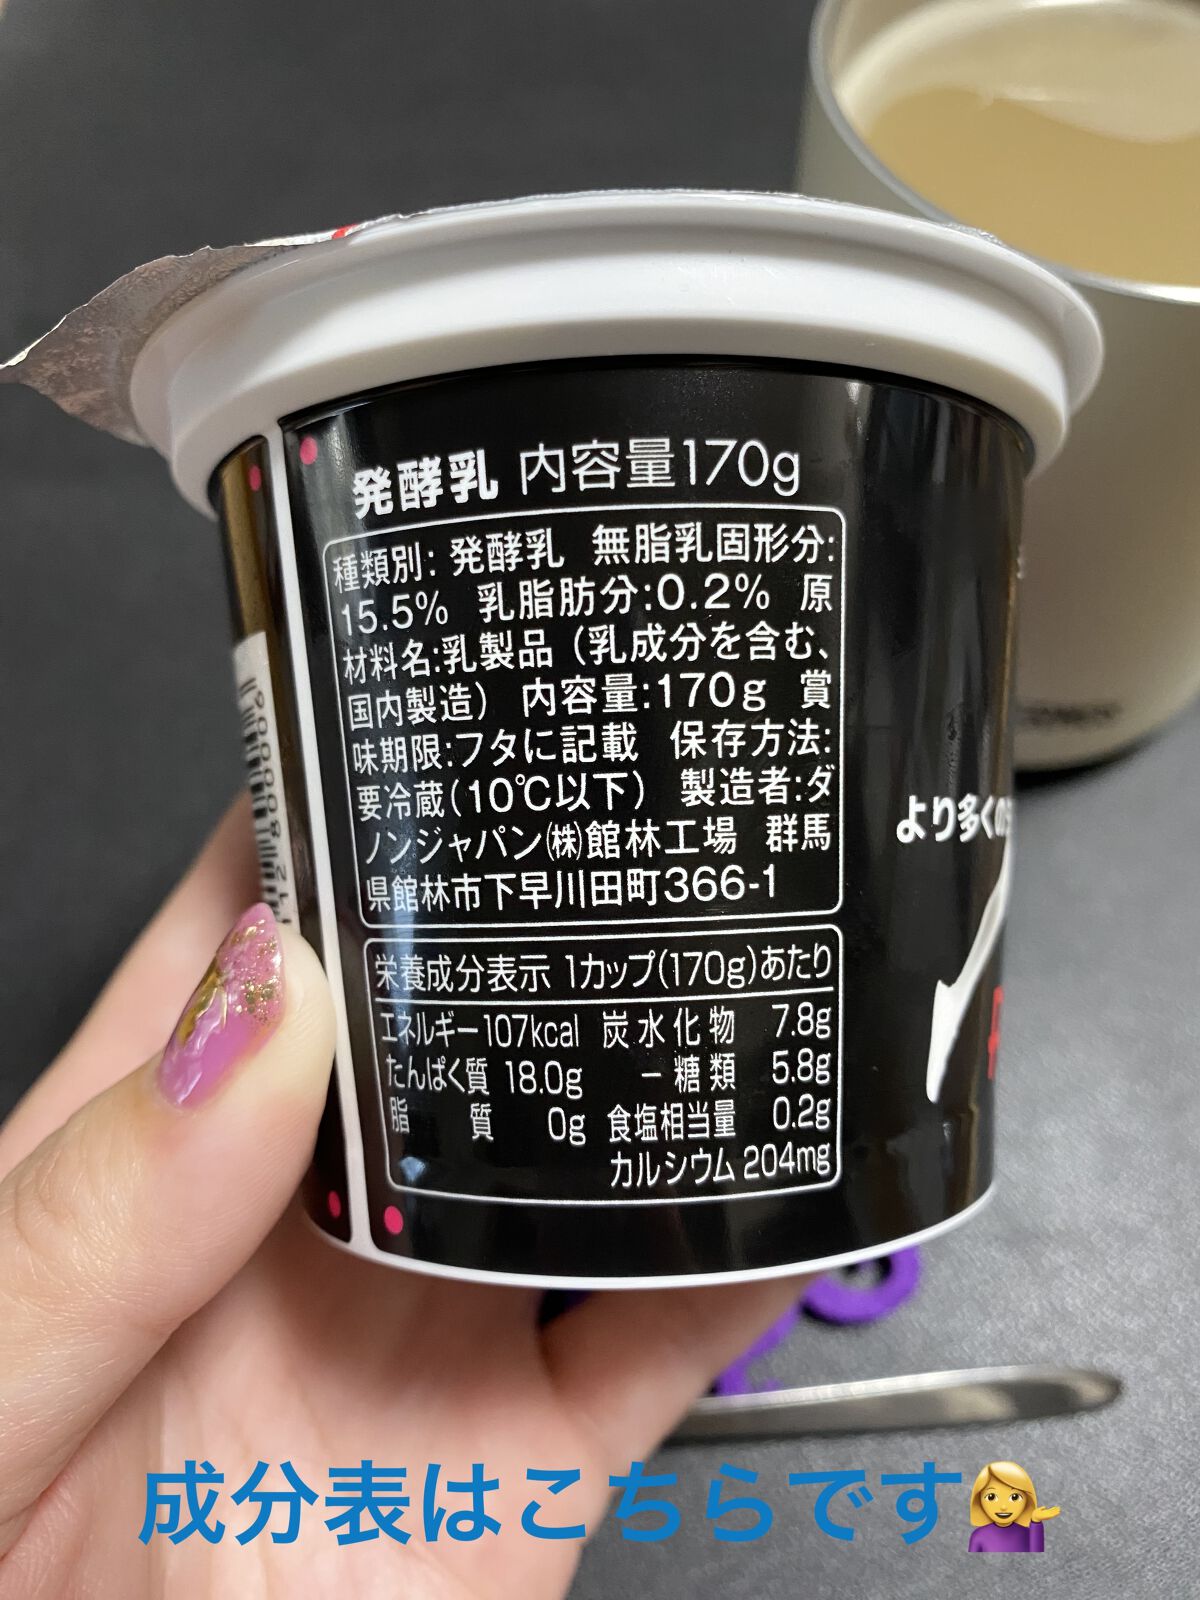 発酵乳 内容量170g
種類別: 発酵乳 無脂乳固形分:
15.5% 乳脂肪分:0.2% 原
材料名:乳製品(乳成分を含む、
国内製造) 内容量:170g 賞
味期限:フタに記載 保存方法:
要冷蔵(10℃以下) 製造者:ダ
ノンジャパン㈱館林工場 群馬
県館林市下早川田町366-1
栄養成分表示 1カップ(170g)あたり
エネルギー107kcal 炭水化物 7.8g
たんぱく質 18.0g －糖類 5.8g
脂質 0g 食塩相当量 0.2g
カルシウム 204mg
より多くの
成分表はこちらです💁‍♀️